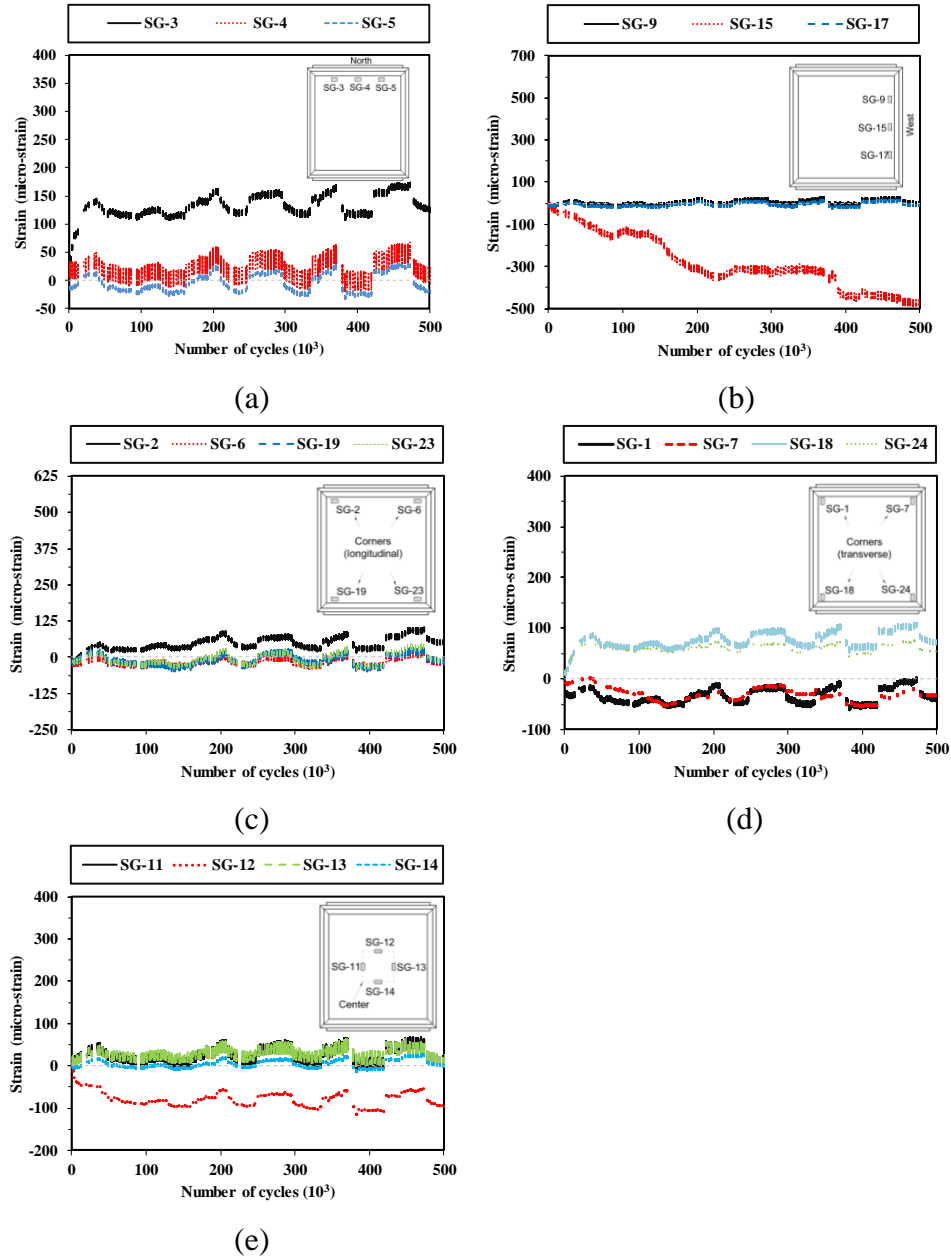 SG-3 SG-4 SG-5
400
350
300
250
200
150
100
50
0
-50
Strain (micro-strain)
North
SG-3 SG-4 SG-5
0 100 200 300 400 500
Number of cycles (10³)
(a)
SG-9 SG-15 SG-17
700
500
300
100
-100
-300
-500
Strain (micro-strain)
SG-9
SG-15
SG-17
West
0 100 200 300 400 500
Number of cycles (10³)
(b)
SG-2 SG-6 SG-19 SG-23
625
500
375
250
125
0
-125
-250
Strain (micro-strain)
SG-2 SG-6
Corners
(longitudinal)
SG-19 SG-23
0 100 200 300 400 500
Number of cycles (10³)
(c)
SG-1 SG-7 SG-18 SG-24
400
300
200
100
0
-100
Strain (micro-strain)
SG-1 SG-7
Corners
(transverse)
SG-18 SG-24
0 100 200 300 400 500
Number of cycles (10³)
(d)
SG-11 SG-12 SG-13 SG-14
400
300
200
100
0
-100
-200
Strain (micro-strain)
SG-12
SG-11 SG-13
SG-14
Center
0 100 200 300 400 500
Number of cycles (10³)
(e)